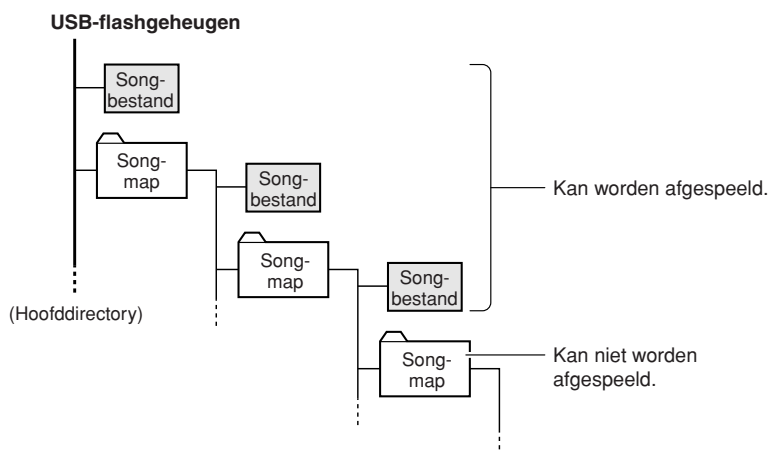 USB-flashgeheugen
Song-
bestand
Song-
map
Song-
bestand
Kan worden afgespeeld.
Song-
map
Song-
bestand
(Hoofddirectory)
Song-
map
Kan niet worden
afgespeeld.